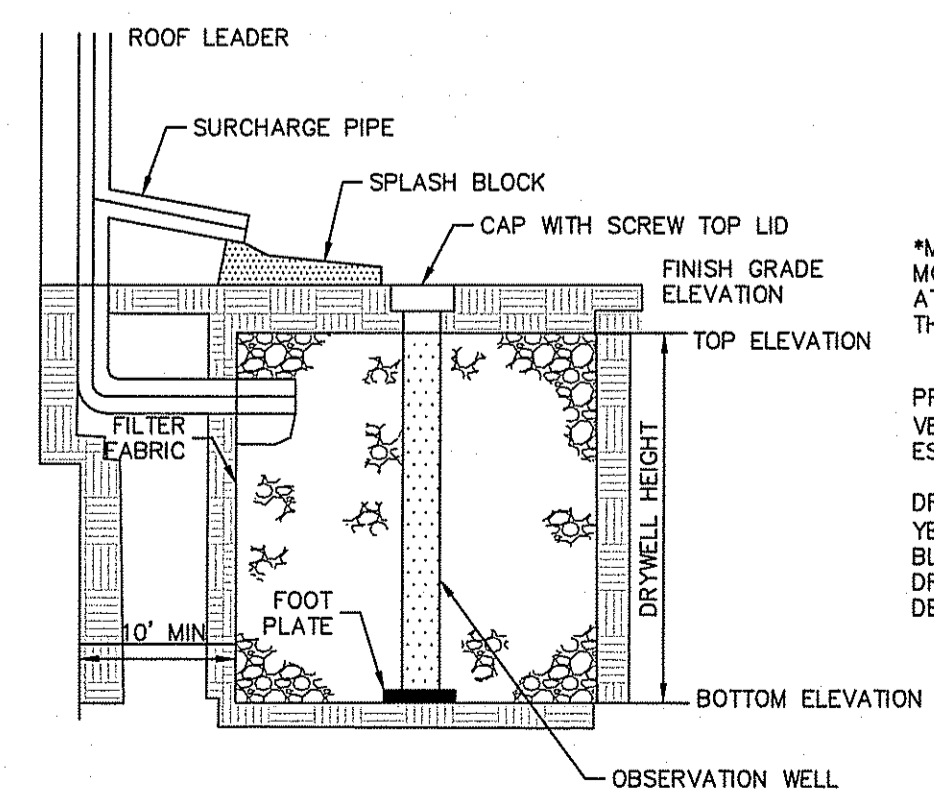 ROOF LEADER
SURCHARGE PIPE
SPLASH BLOCK
CAP WITH SCREW TOP LID
FINISH GRADE
ELEVATION
TOP ELEVATION
FILTER
FABRIC
DRYWELL HEIGHT
FOOT
PLATE
10' MIN
BOTTOM ELEVATION
OBSERVATION WELL